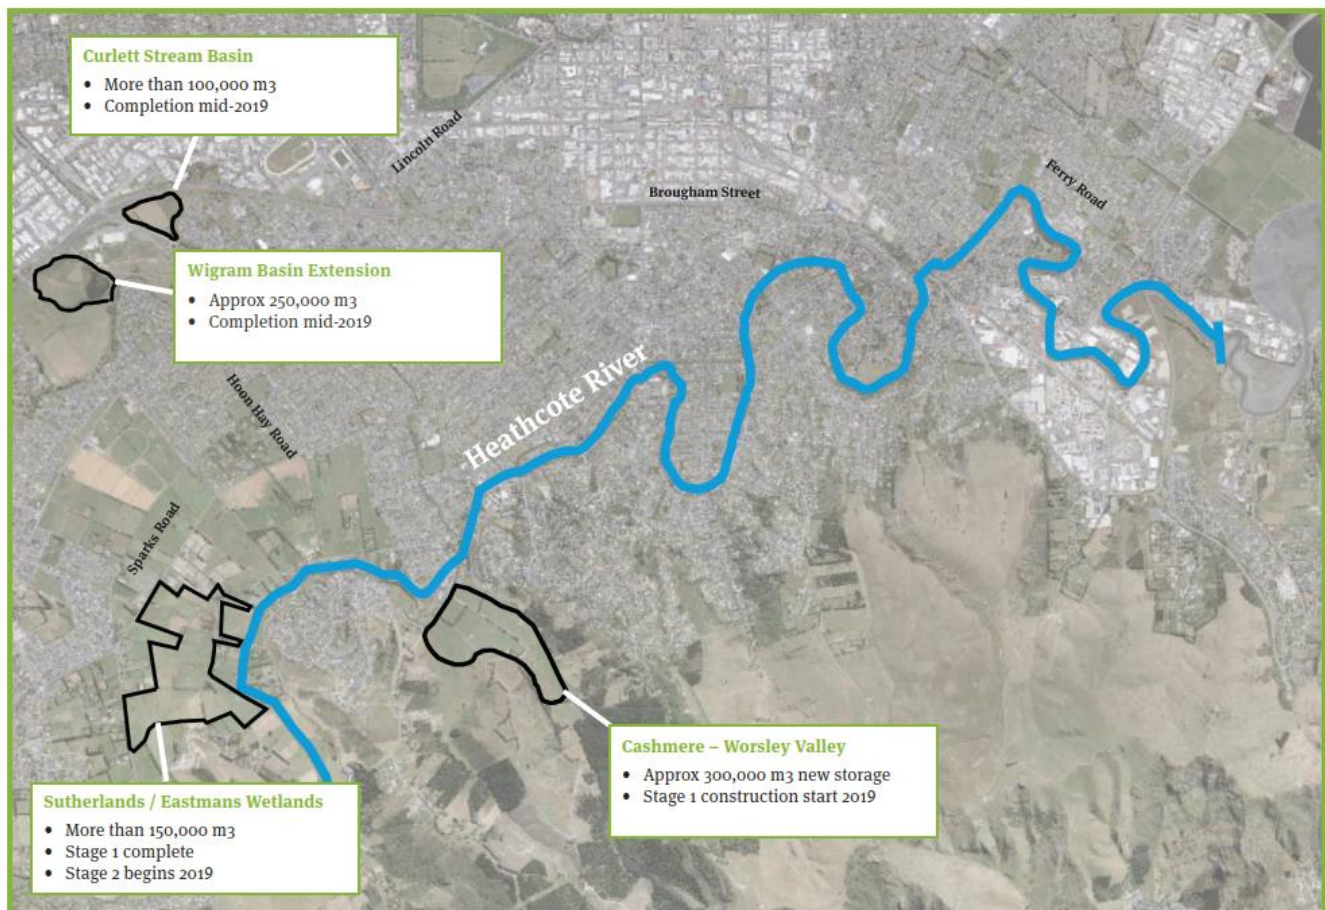 Curlett Stream Basin
• More than 100,000 m3
• Completion mid-2019
Lincoln Road
Brougham Street
Ferry Road
Wigram Basin Extension
• Approx 250,000 m3
• Completion mid-2019
Heathcote River
Hoon Hay Road
Sparks Road
Cashmere – Worsley Valley
• Approx 300,000 m3 new storage
• Stage 1 construction start 2019
Sutherlands / Eastmans Wetlands
• More than 150,000 m3
• Stage 1 complete
• Stage 2 begins 2019